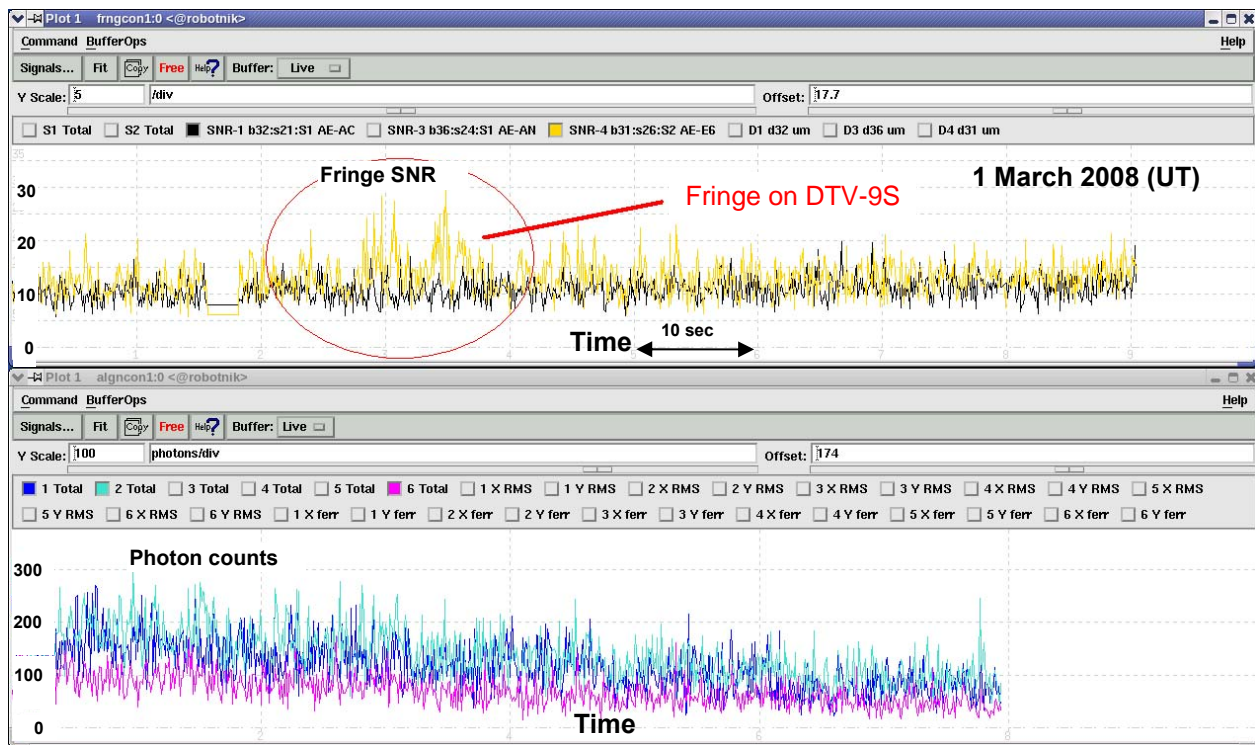 Plot 1 frngcon1:0 <@robotnik>
Command BufferOps Help
Signals... Fit Copy Free Help? Buffer: Live
Y Scale: 5 /div Offset: 17.7
S1 Total S2 Total SNR-1 b32:s21:S1 AE-AC SNR-3 b36:s24:S1 AE-AN SNR-4 b31:s26:S2 AE-E6 D1 d32 um D3 d36 um D4 d31 um
35
Fringe SNR 1 March 2008 (UT)
30
Fringe on DTV-9S
20
10
10 sec
Time
0 1 3 4 5 6 7 8 9
Plot 1 algncon1:0 <@robotnik>
Command BufferOps Help
Signals... Fit Copy Free Help? Buffer: Live
Y Scale: 100 photons/div Offset: 174
1 Total 2 Total 3 Total 4 Total 5 Total 6 Total 1 X RMS 1 Y RMS 2 X RMS 2 Y RMS 3 X RMS 3 Y RMS 4 X RMS 4 Y RMS 5 X RMS
5 Y RMS 6 X RMS 6 Y RMS 1 X ferr 1 Y ferr 2 X ferr 2 Y ferr 3 X ferr 3 Y ferr 4 X ferr 4 Y ferr 5 X ferr 5 Y ferr 6 X ferr 6 Y ferr
Photon counts
300
200
100
0 Time
2 4 6 8